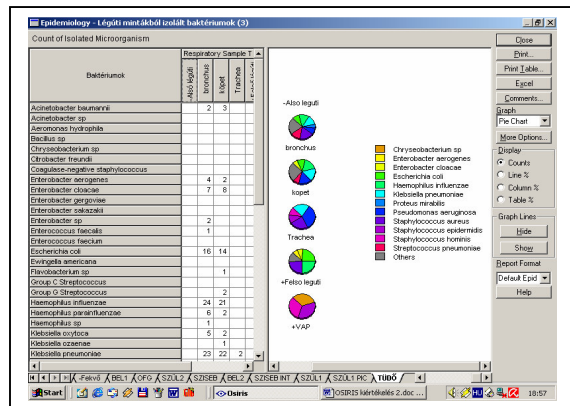 Epidemiology - Légúti mintákból izolált baktériumok (3)
Count of Isolated Microorganism
Baktériumok
Respiratory Sample T
-Alsó légúti
bronchus
köpet
Trachea
Acinetobacter baumannii 2 3
Acinetobacter sp
Aeromonas hydrophila
Bacillus sp
Chryseobacterium sp
Citrobacter freundii
Coagulase-negative staphylococcus
Enterobacter aerogenes 4 2
Enterobacter cloacae 7 8
Enterobacter gergoviae
Enterobacter sakazakii
Enterobacter sp 2
Enterococcus faecalis 1
Enterococcus faecium
Escherichia coli 16 14
Ewingella americana
Flavobacterium sp 1
Group C Streptococcus
Group G Streptococcus 2
Haemophilus influenzae 24 21
Haemophilus parainfluenzae 6 2
Haemophilus sp 1
Klebsiella oxytoca 5 2
Klebsiella ozaenae 1
Klebsiella pneumoniae 23 22 2
-Also leguti
bronchus
kopet
Trachea
+Felso leguti
+VAP
Chryseobacterium sp
Enterobacter aerogenes
Enterobacter cloacae
Escherichia coli
Haemophilus influenzae
Klebsiella pneumoniae
Proteus mirabilis
Pseudomonas aeruginosa
Staphylococcus aureus
Staphylococcus epidermidis
Staphylococcus hominis
Streptococcus pneumoniae
Others
Close
Print...
Print Table...
Excel
Comments...
Graph
Pie Chart
More Options...
Display
Counts
Line %
Column %
Table %
Graph Lines
Hide
Show
Report Format
Default Epid
Help
-Fekvő BEL1 OFG SZÜL2 SZISEB BEL2 SZISEB INT SZÜL1 SZÜL1 PIC TÜDŐ
Start Osiris OSIRIS kiértékelés 2.doc ... HU 18:57